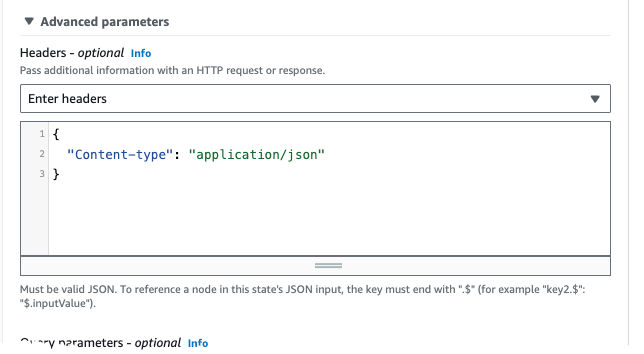 ▼ Advanced parameters
Headers - optional Info
Pass additional information with an HTTP request or response.
Enter headers
1 {
2 "Content-type": "application/json"
3 }
Must be valid JSON. To reference a node in this state's JSON input, the key must end with ".$" (for example "key2.$":
"$.inputValue").
Query parameters - optional Info